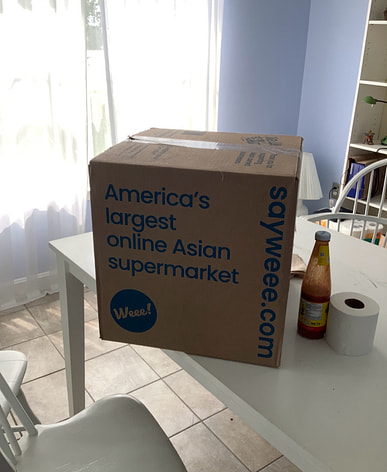 America's
largest
online Asian
supermarket
Weee!
sayweee.com